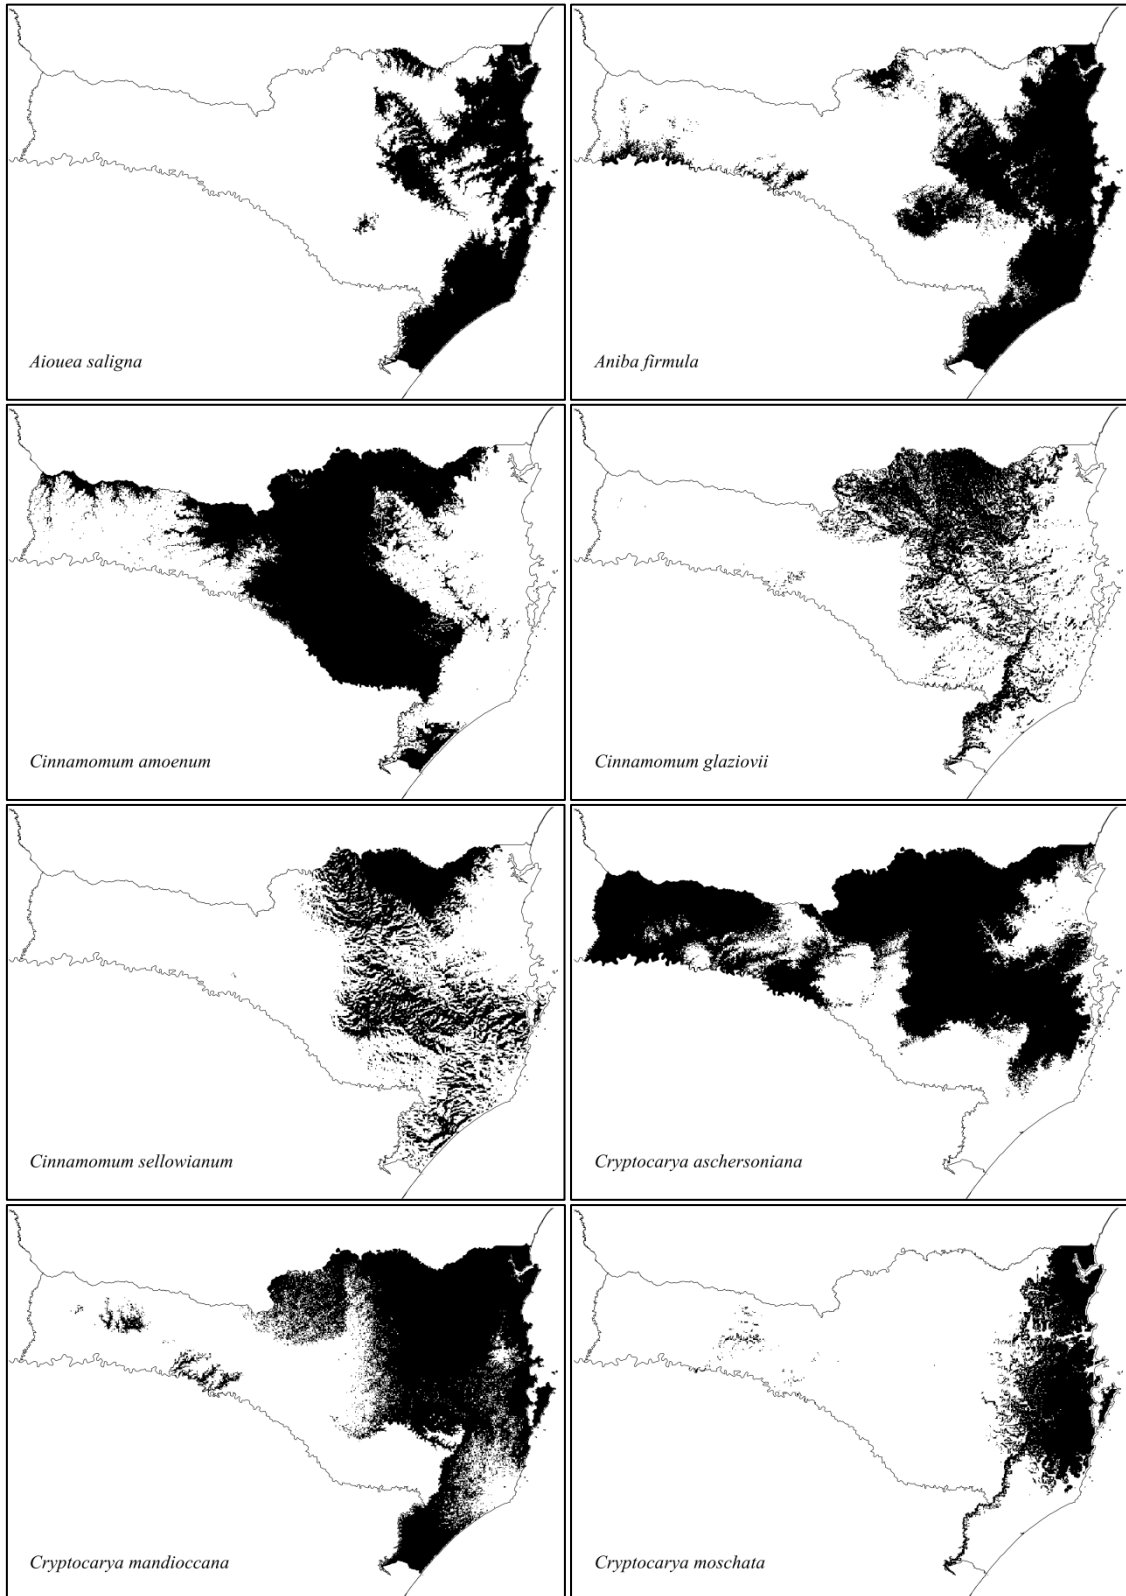 Aiouea saligna
Aniba firmula
Cinnamomum amoenum
Cinnamomum glaziovii
Cinnamomum sellowianum
Cryptocarya aschersoniana
Cryptocarya mandioccana
Cryptocarya moschata